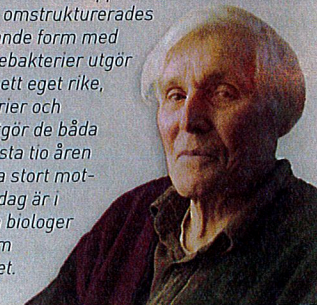 omstrukturerades
ande form med
ebakterier utgör
ett eget rike,
rier och
gör de båda
sta tio åren
a stort mot-
dag är i
biologer
m
et.